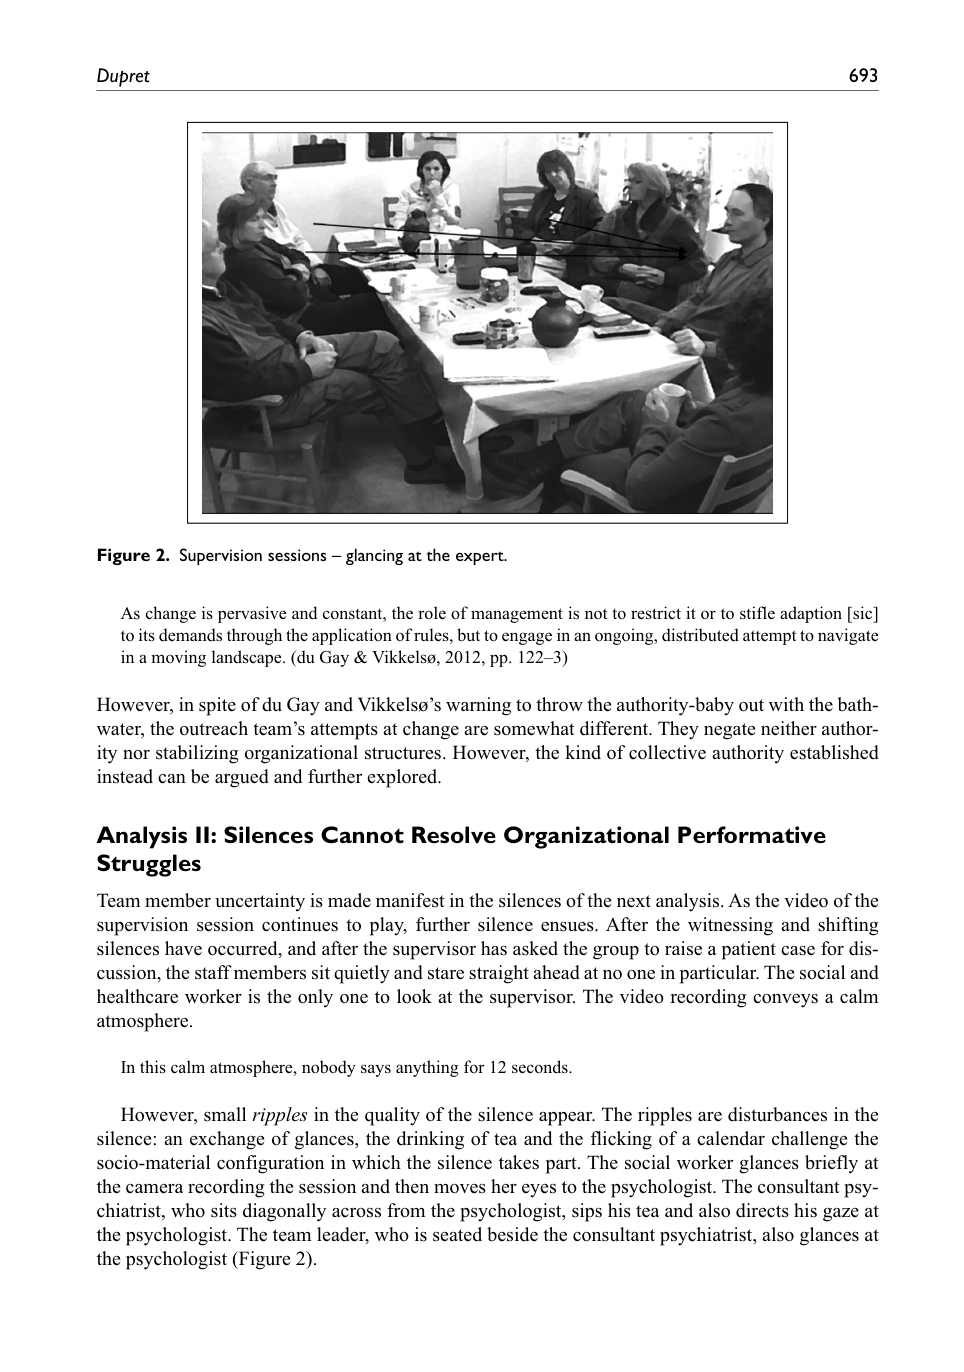 Dupret
693
Figure 2. Supervision sessions – glancing at the expert.
As change is pervasive and constant, the role of management is not to restrict it or to stifle adaption [sic]
to its demands through the application of rules, but to engage in an ongoing, distributed attempt to navigate
in a moving landscape. (du Gay & Vikkelsø, 2012, pp. 122–3)
However, in spite of du Gay and Vikkelsø’s warning to throw the authority-baby out with the bath-
water, the outreach team’s attempts at change are somewhat different. They negate neither author-
ity nor stabilizing organizational structures. However, the kind of collective authority established
instead can be argued and further explored.
Analysis II: Silences Cannot Resolve Organizational Performative
Struggles
Team member uncertainty is made manifest in the silences of the next analysis. As the video of the
supervision session continues to play, further silence ensues. After the witnessing and shifting
silences have occurred, and after the supervisor has asked the group to raise a patient case for dis-
cussion, the staff members sit quietly and stare straight ahead at no one in particular. The social and
healthcare worker is the only one to look at the supervisor. The video recording conveys a calm
atmosphere.
In this calm atmosphere, nobody says anything for 12 seconds.
However, small ripples in the quality of the silence appear. The ripples are disturbances in the
silence: an exchange of glances, the drinking of tea and the flicking of a calendar challenge the
socio-material configuration in which the silence takes part. The social worker glances briefly at
the camera recording the session and then moves her eyes to the psychologist. The consultant psy-
chiatrist, who sits diagonally across from the psychologist, sips his tea and also directs his gaze at
the psychologist. The team leader, who is seated beside the consultant psychiatrist, also glances at
the psychologist (Figure 2).